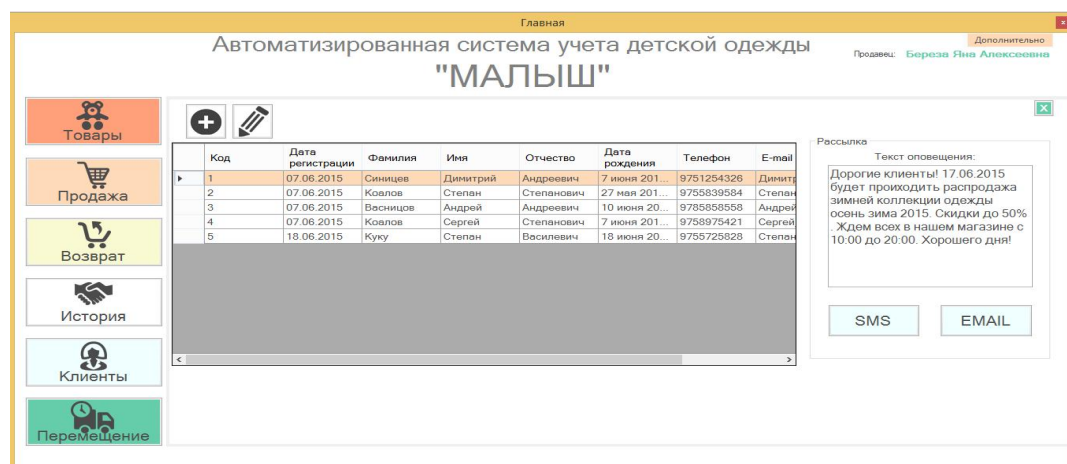 Главная
Дополнительно
Автоматизированная система учета детской одежды
"МАЛЫШ"
Продавец: Береза Яна Алексеевна
Товары
Продажа
Возврат
История
Клиенты
Перемещение
Код Дата регистрации Фамилия Имя Отчество Дата рождения Телефон E-mail
1 07.06.2015 Синицев Димитрий Андреевич 7 июня 201... 9751254326 Димитр
2 07.06.2015 Коалов Степан Степанович 27 мая 201... 9755839584 Степан
3 07.06.2015 Васницов Андрей Андреевич 10 июня 20... 9785858558 Андрей
4 07.06.2015 Коалов Сергей Степанович 7 июня 201... 9758975421 Сергей
5 18.06.2015 Куку Степан Василевич 18 июня 20... 9755725828 Степан
Рассылка
Текст оповещения:
Дорогие клиенты! 17.06.2015
будет проиходить распродажа
зимней коллекции одежды
осень зима 2015. Скидки до 50%
. Ждем всех в нашем магазине с
10:00 до 20:00. Хорошего дня!
SMS
EMAIL